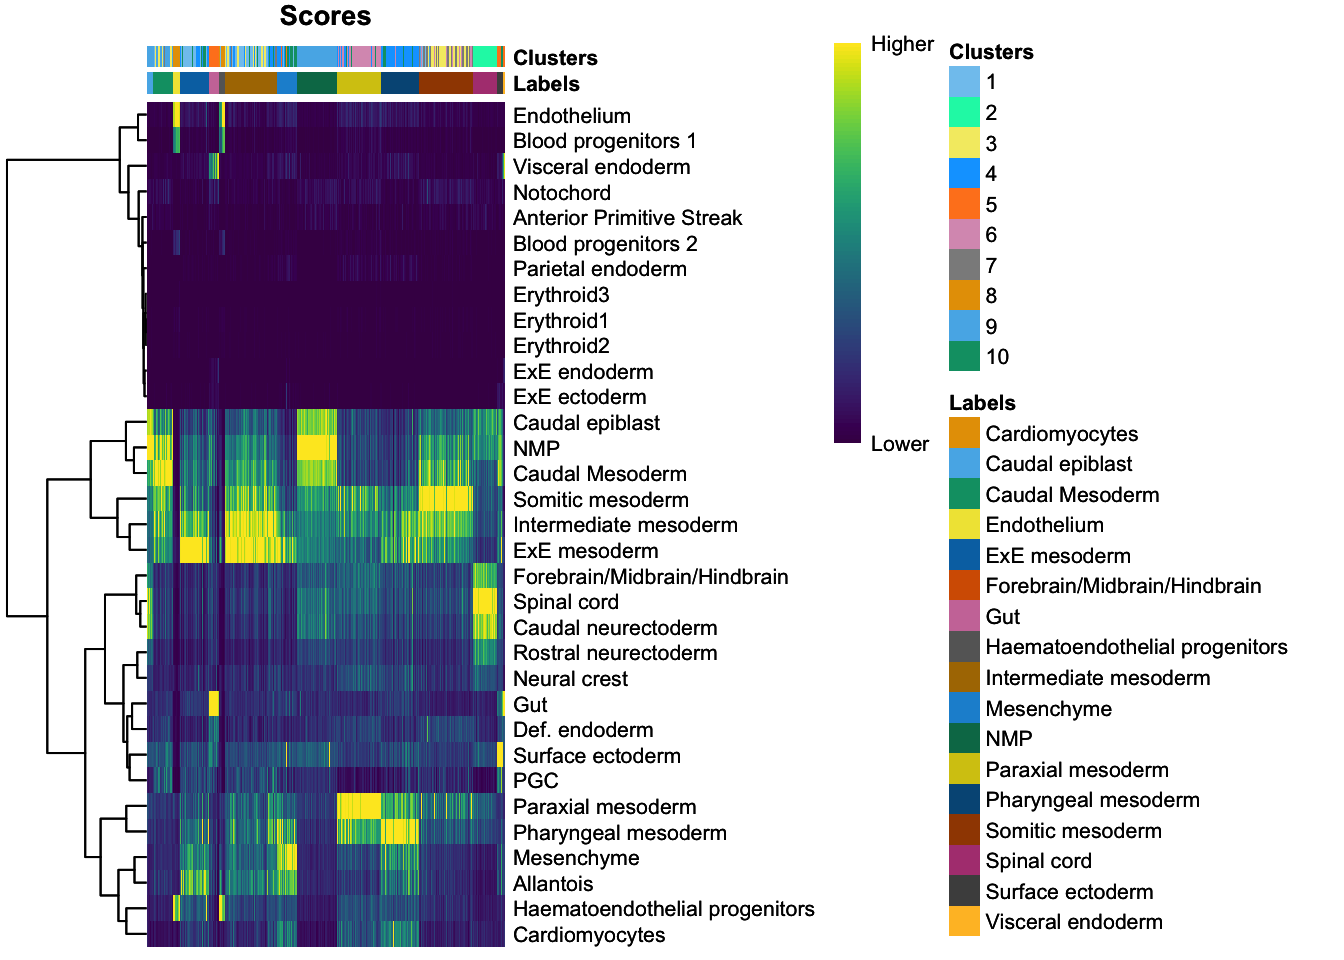 Scores
Clusters
Labels
Endothelium
Blood progenitors 1
Visceral endoderm
Notochord
Anterior Primitive Streak
Blood progenitors 2
Parietal endoderm
Erythroid3
Erythroid1
Erythroid2
ExE endoderm
ExE ectoderm
Caudal epiblast
NMP
Caudal Mesoderm
Somitic mesoderm
Intermediate mesoderm
ExE mesoderm
Forebrain/Midbrain/Hindbrain
Spinal cord
Caudal neurectoderm
Rostral neurectoderm
Neural crest
Gut
Def. endoderm
Surface ectoderm
PGC
Paraxial mesoderm
Pharyngeal mesoderm
Mesenchyme
Allantois
Haematoendothelial progenitors
Cardiomyocytes
Higher
Lower
Clusters
1
2
3
4
5
6
7
8
9
10
Labels
Cardiomyocytes
Caudal epiblast
Caudal Mesoderm
Endothelium
ExE mesoderm
Forebrain/Midbrain/Hindbrain
Gut
Haematoendothelial progenitors
Intermediate mesoderm
Mesenchyme
NMP
Paraxial mesoderm
Pharyngeal mesoderm
Somitic mesoderm
Spinal cord
Surface ectoderm
Visceral endoderm